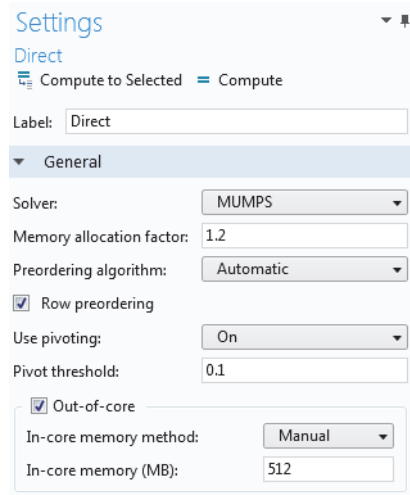 Settings
Direct
Compute to Selected = Compute
Label: Direct
General
Solver: MUMPS
Memory allocation factor: 1.2
Preordering algorithm: Automatic
Row preordering
Use pivoting: On
Pivot threshold: 0.1
Out-of-core
In-core memory method: Manual
In-core memory (MB): 512